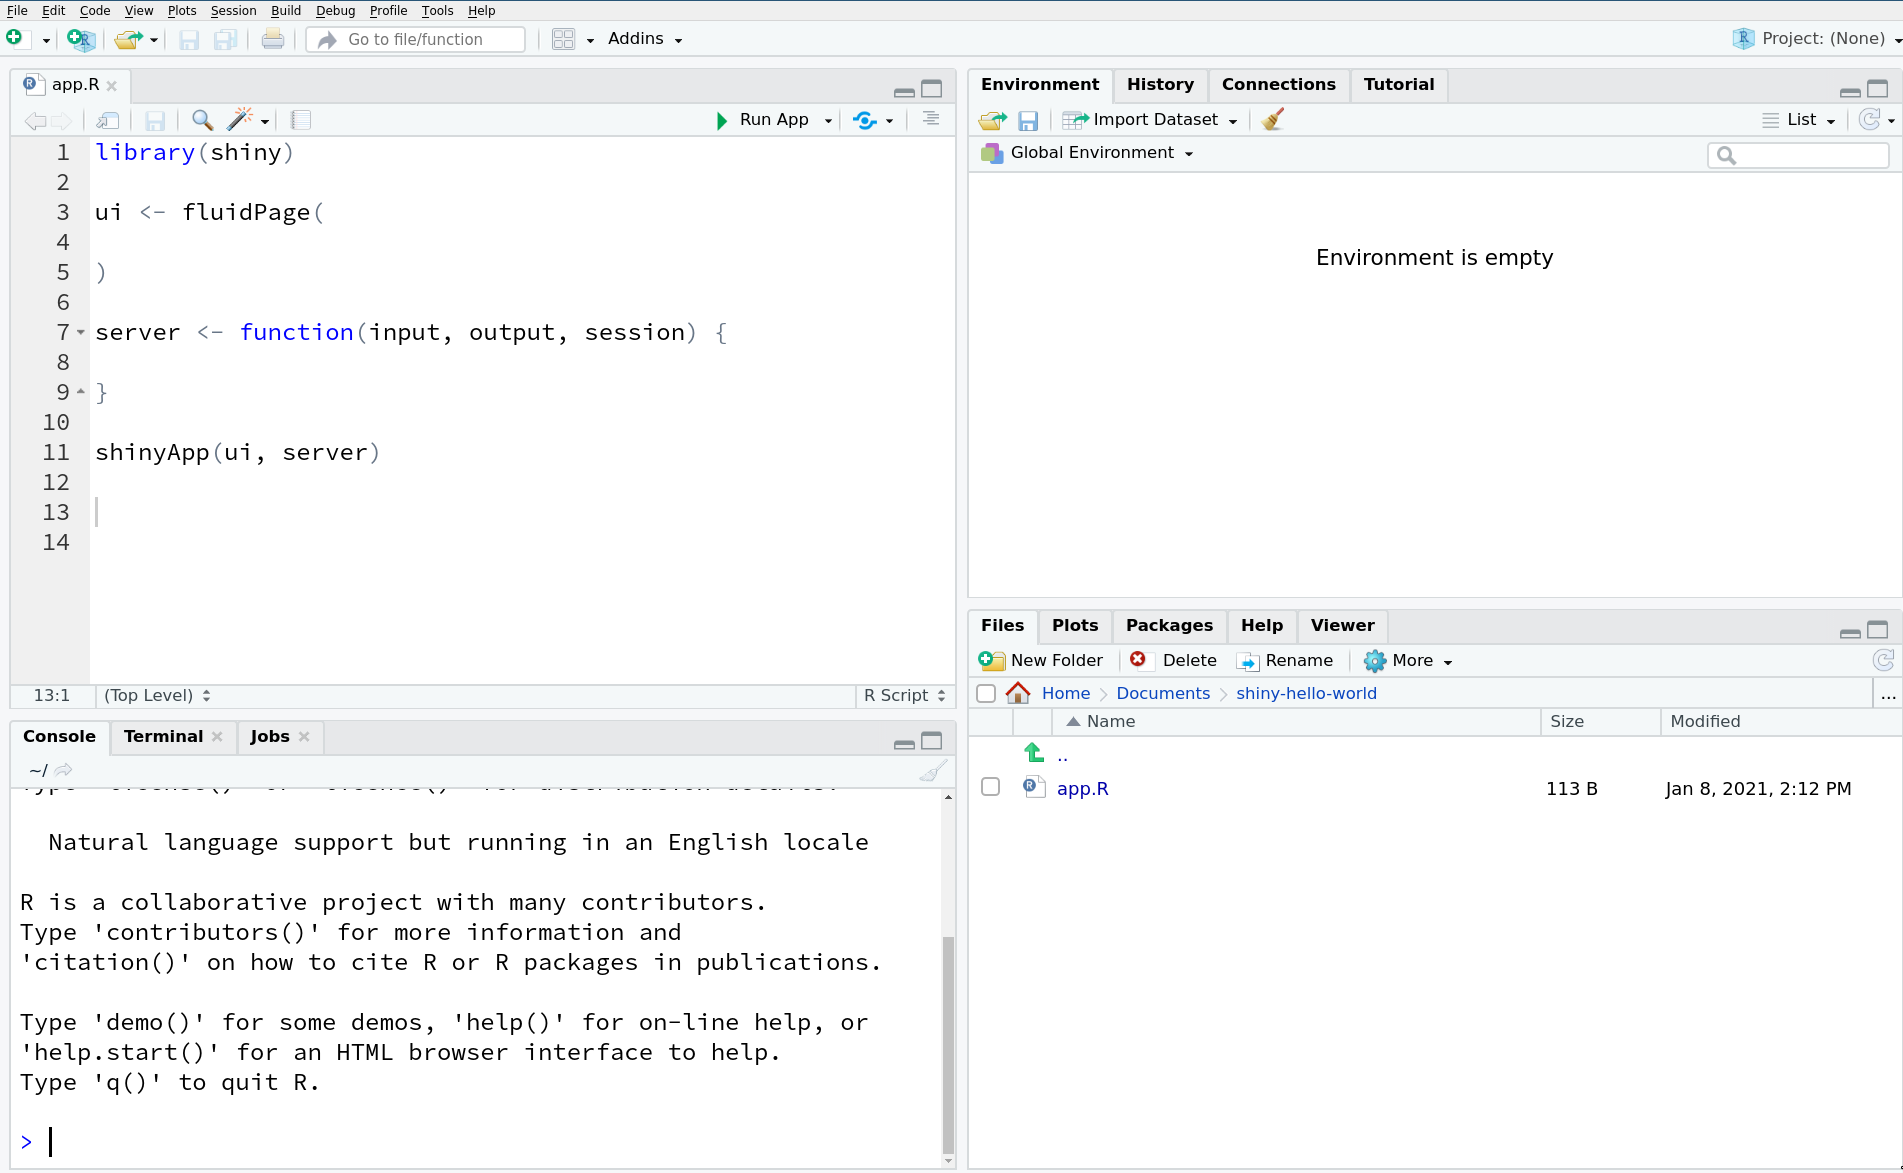 File Edit Code View Plots Session Build Debug Profile Tools Help
Go to file/function Addins Project: (None)
app.R
Run App
1 library(shiny)
2
3 ui <- fluidPage(
4
5 )
6
7 server <- function(input, output, session) {
8
9 }
10
11 shinyApp(ui, server)
12
13
14
13:1 (Top Level) R Script
Console Terminal Jobs
~/
Natural language support but running in an English locale
R is a collaborative project with many contributors.
Type 'contributors()' for more information and
'citation()' on how to cite R or R packages in publications.
Type 'demo()' for some demos, 'help()' for on-line help, or
'help.start()' for an HTML browser interface to help.
Type 'q()' to quit R.
>
Environment History Connections Tutorial
Import Dataset List
Global Environment
Environment is empty
Files Plots Packages Help Viewer
New Folder Delete Rename More
Home Documents shiny-hello-world ...
Name Size Modified
..
app.R 113 B Jan 8, 2021, 2:12 PM